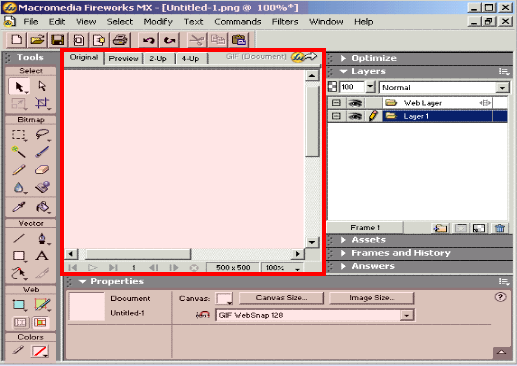 Macromedia Fireworks MX - [Untitled-1.png @ 100%*]
File Edit View Select Modify Text Commands Filters Window Help
Tools
Select
Bitmap
Vector
A
Web
Colors
Original Preview 2-Up 4-Up GIF (Document)
1 500 x 500 100%
Optimize
Layers
100 Normal
Web Layer
Layer 1
Frame 1
Assets
Frames and History
Answers
Properties
Document Canvas: Canvas Size... Image Size... ?
Untitled-1 GIF WebSnap 128